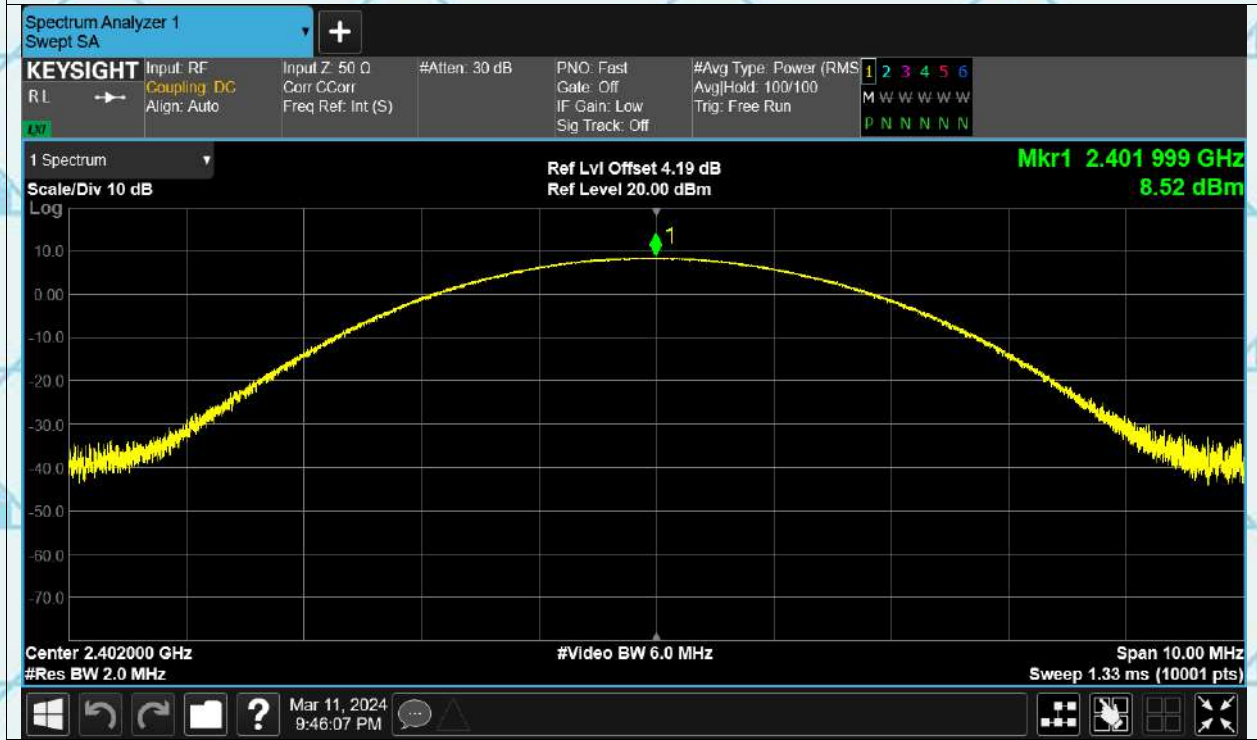 Spectrum Analyzer 1
Swept SA
+
KEYSIGHT
RL
LXI
Input: RF
Coupling: DC
Align: Auto
Input Z: 50 Ω
Corr CCorr
Freq Ref: Int (S)
#Atten: 30 dB
PNO: Fast
Gate: Off
IF Gain: Low
Sig Track: Off
#Avg Type: Power (RMS
Avg|Hold: 100/100
Trig: Free Run
1 2 3 4 5 6
M W W W W W
P N N N N N
1 Spectrum
Scale/Div 10 dB
Log
Ref Lvl Offset 4.19 dB
Ref Level 20.00 dBm
Mkr1 2.401 999 GHz
8.52 dBm
1
10.0
0.00
-10.0
-20.0
-30.0
-40.0
-50.0
-60.0
-70.0
Center 2.402000 GHz
#Res BW 2.0 MHz
#Video BW 6.0 MHz
Span 10.00 MHz
Sweep 1.33 ms (10001 pts)
?
Mar 11, 2024
9:46:07 PM